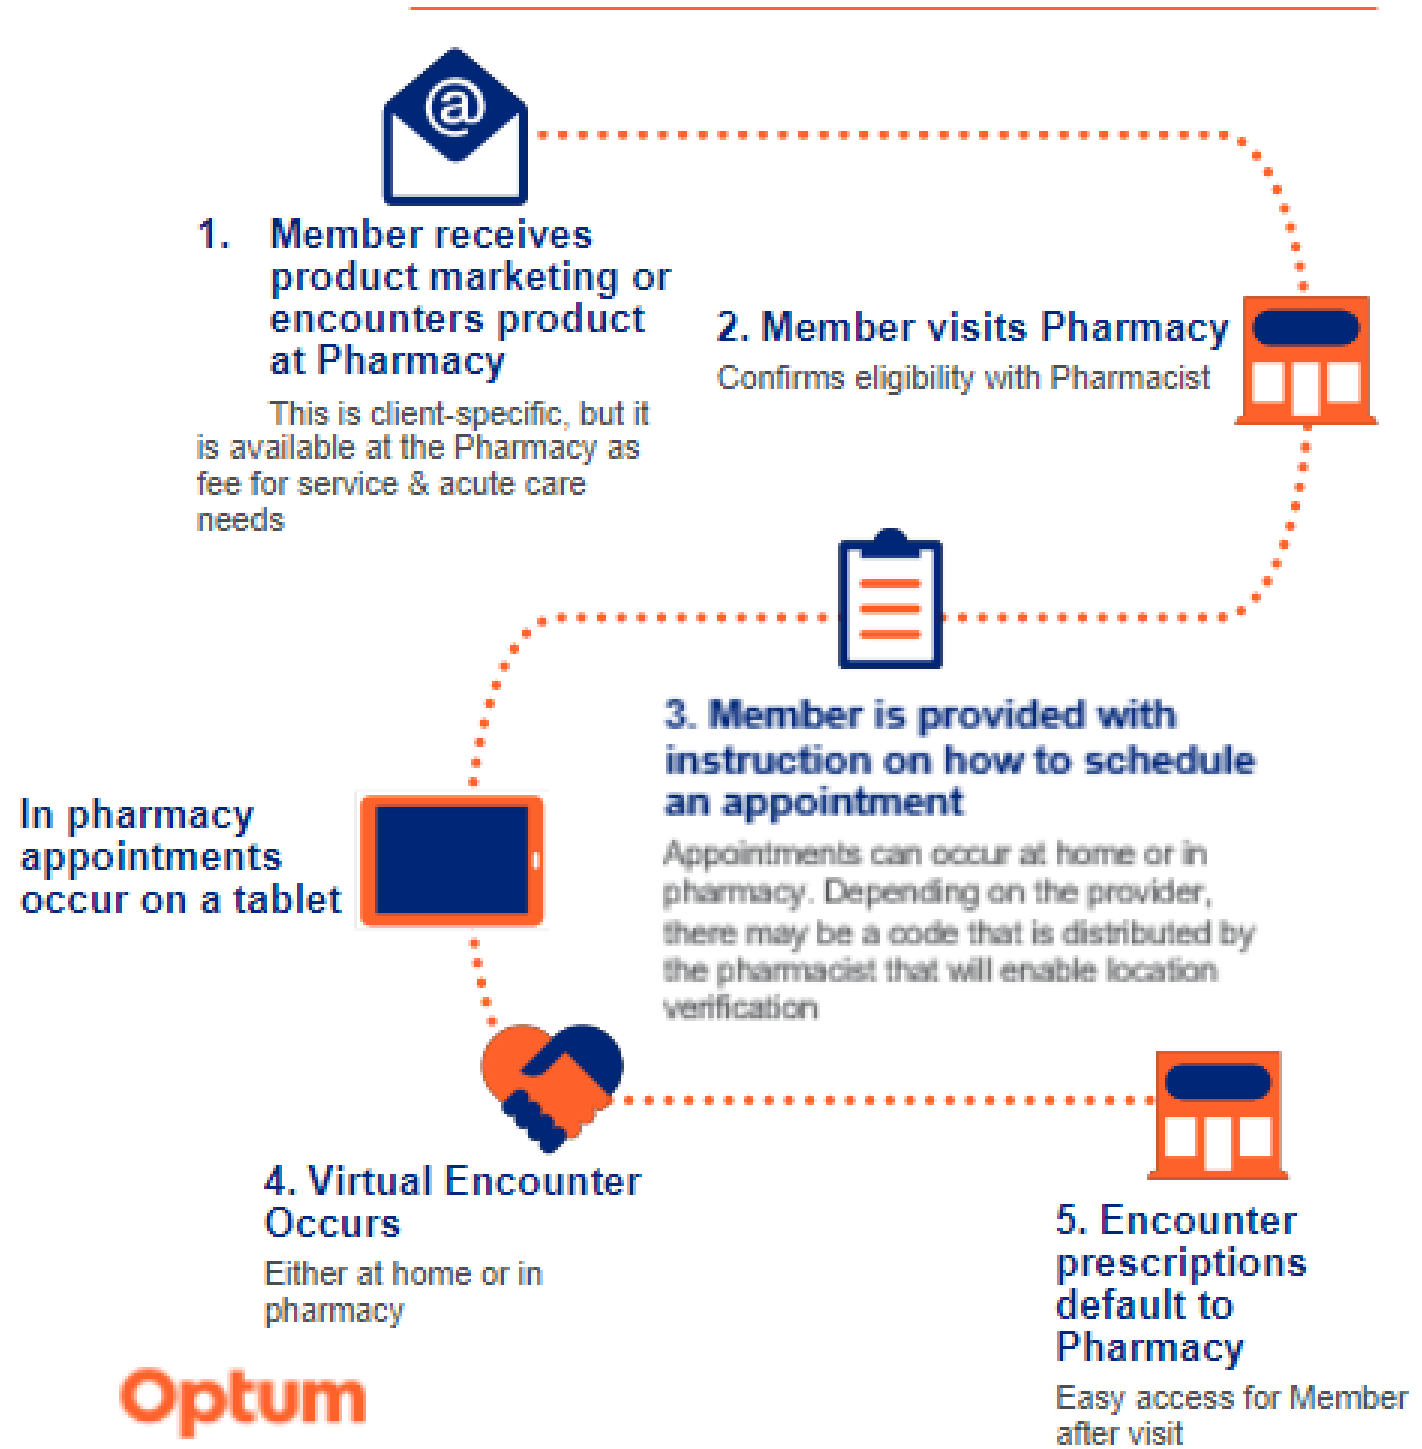 @
1. Member receives
product marketing or
encounters product
at Pharmacy
This is client-specific, but it
is available at the Pharmacy as
fee for service & acute care
needs
2. Member visits Pharmacy
Confirms eligibility with Pharmacist
3. Member is provided with
instruction on how to schedule
an appointment
Appointments can occur at home or in
pharmacy. Depending on the provider,
there may be a code that is distributed by
the pharmacist that will enable location
verification
In pharmacy
appointments
occur on a tablet
4. Virtual Encounter
Occurs
Either at home or in
pharmacy
5. Encounter
prescriptions
default to
Pharmacy
Easy access for Member
after visit
Optum